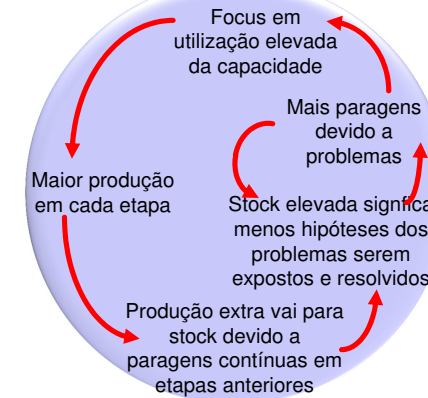 Focus em
utilização elevada
da capacidade
Mais paragens
devido a
problemas
Maior produção
em cada etapa
Stock elevada signfica
menos hipóteses dos
problemas serem
expostos e resolvidos
Produção extra vai para
stock devido a
paragens contínuas em
etapas anteriores